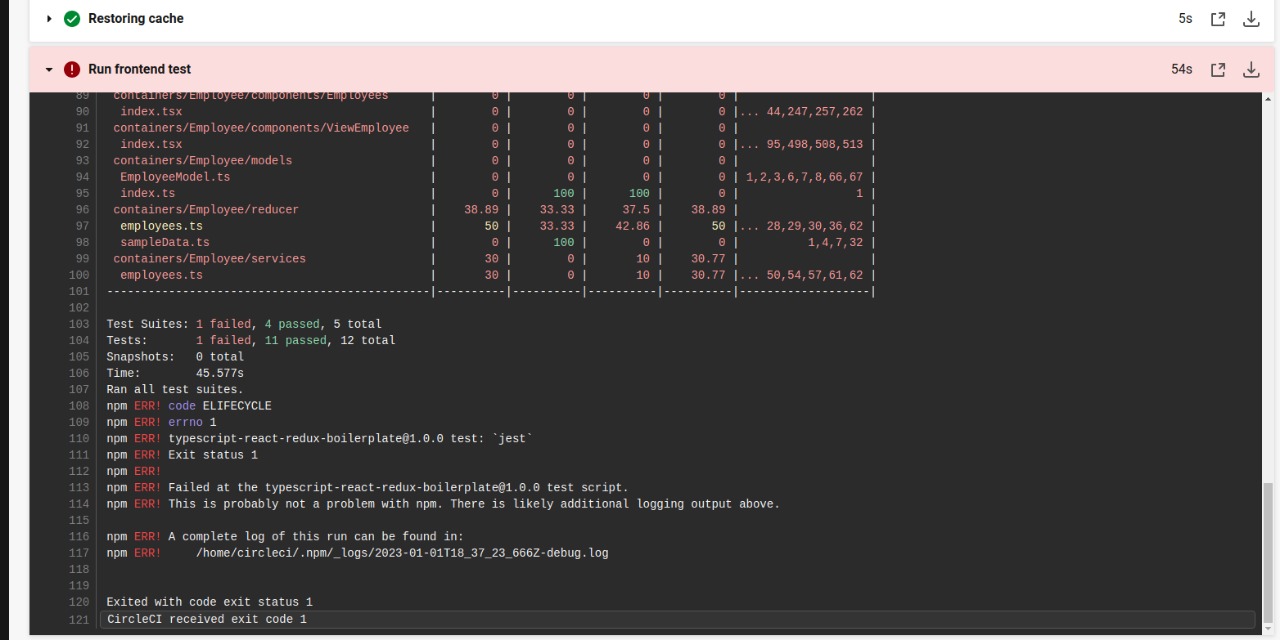 Restoring cache 5s
Run frontend test 54s
89 containers/Employee/components/Employees | 0 | 0 | 0 | 0 | |
90 index.tsx | 0 | 0 | 0 | 0 |... 44,247,257,262 |
91 containers/Employee/components/ViewEmployee | 0 | 0 | 0 | 0 | |
92 index.tsx | 0 | 0 | 0 | 0 |... 95,498,508,513 |
93 containers/Employee/models | 0 | 0 | 0 | 0 | |
94 EmployeeModel.ts | 0 | 0 | 0 | 0 | 1,2,3,6,7,8,66,67 |
95 index.ts | 0 | 100 | 100 | 0 | 1 |
96 containers/Employee/reducer | 38.89 | 33.33 | 37.5 | 38.89 | |
97 employees.ts | 50 | 33.33 | 42.86 | 50 |... 28,29,30,36,62 |
98 sampleData.ts | 0 | 100 | 0 | 0 | 1,4,7,32 |
99 containers/Employee/services | 30 | 0 | 10 | 30.77 | |
100 employees.ts | 30 | 0 | 10 | 30.77 |... 50,54,57,61,62 |
101 -----------------------------------------------|----------|----------|----------|----------|-------------------|
102
103 Test Suites: 1 failed, 4 passed, 5 total
104 Tests: 1 failed, 11 passed, 12 total
105 Snapshots: 0 total
106 Time: 45.577s
107 Ran all test suites.
108 npm ERR! code ELIFECYCLE
109 npm ERR! errno 1
110 npm ERR! typescript-react-redux-boilerplate@1.0.0 test: `jest`
111 npm ERR! Exit status 1
112 npm ERR!
113 npm ERR! Failed at the typescript-react-redux-boilerplate@1.0.0 test script.
114 npm ERR! This is probably not a problem with npm. There is likely additional logging output above.
115
116 npm ERR! A complete log of this run can be found in:
117 npm ERR! /home/circleci/.npm/_logs/2023-01-01T18_37_23_666Z-debug.log
118
119
120 Exited with code exit status 1
121 CircleCI received exit code 1